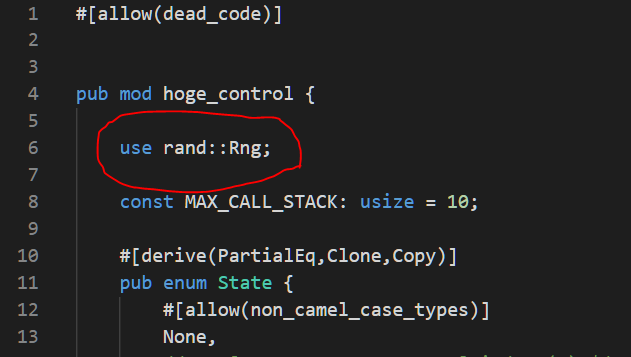 1 #[allow(dead_code)]
2
3
4 pub mod hoge_control {
5
6 use rand::Rng;
7
8 const MAX_CALL_STACK: usize = 10;
9
10 #[derive(PartialEq,Clone,Copy)]
11 pub enum State {
12 #[allow(non_camel_case_types)]
13 None,